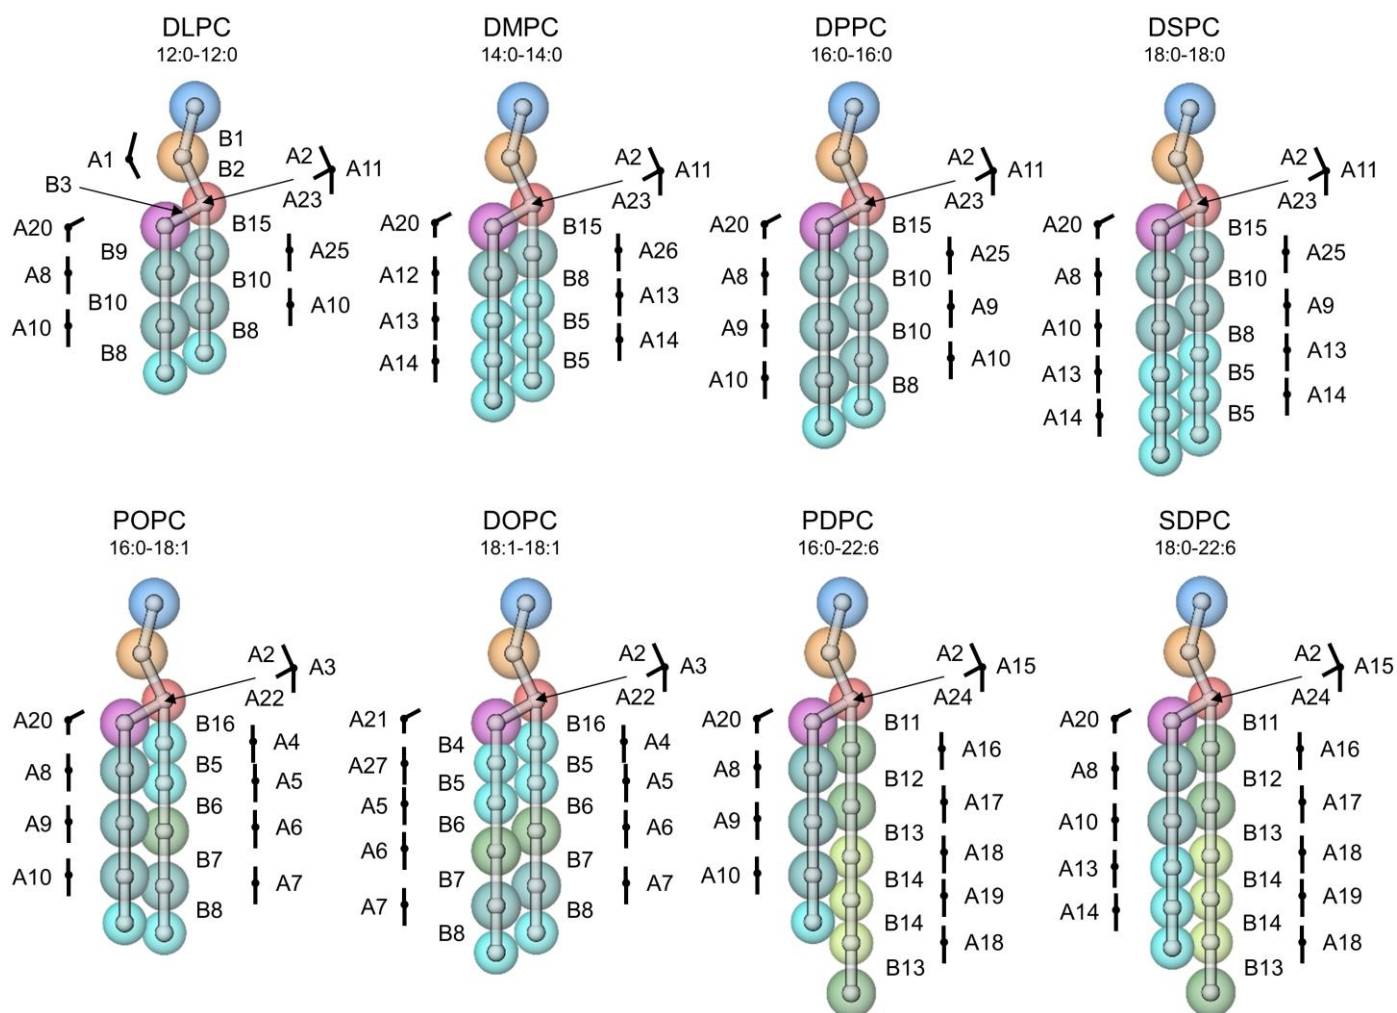 DLPC
12:0-12:0
B1
A1
B2
A2
A11
B3
A23
A20
B15
B9
A25
A8
B10
B10
A10
A10
B8
B8
DMPC
14:0-14:0
A2
A11
A23
A20
B15
A26
A12
B8
A13
A13
B5
A14
A14
B5
DPPC
16:0-16:0
A2
A11
A23
A20
B15
A25
A8
B10
A9
A9
B10
A10
A10
B8
DSPC
18:0-18:0
A2
A11
A23
A20
B15
A25
A8
B10
A9
A10
B8
A13
A13
B5
A14
A14
B5
POPC
16:0-18:1
A2
A3
A22
A20
B16
A4
A8
B5
A5
B6
A9
A6
B7
A10
A7
B8
DOPC
18:1-18:1
A2
A3
A22
A21
B16
B4
A4
A27
B5
B5
A5
A5
B6
B6
A6
A6
B7
B7
A7
A7
B8
B8
PDPC
16:0-22:6
A2
A15
A24
A20
B11
A16
A8
B12
A17
A9
B13
A18
A10
B14
A19
B14
A18
B13
SDPC
18:0-22:6
A2
A15
A24
A20
B11
A16
A8
B12
A17
A10
B13
A18
A13
B14
A19
A14
B14
A18
B13